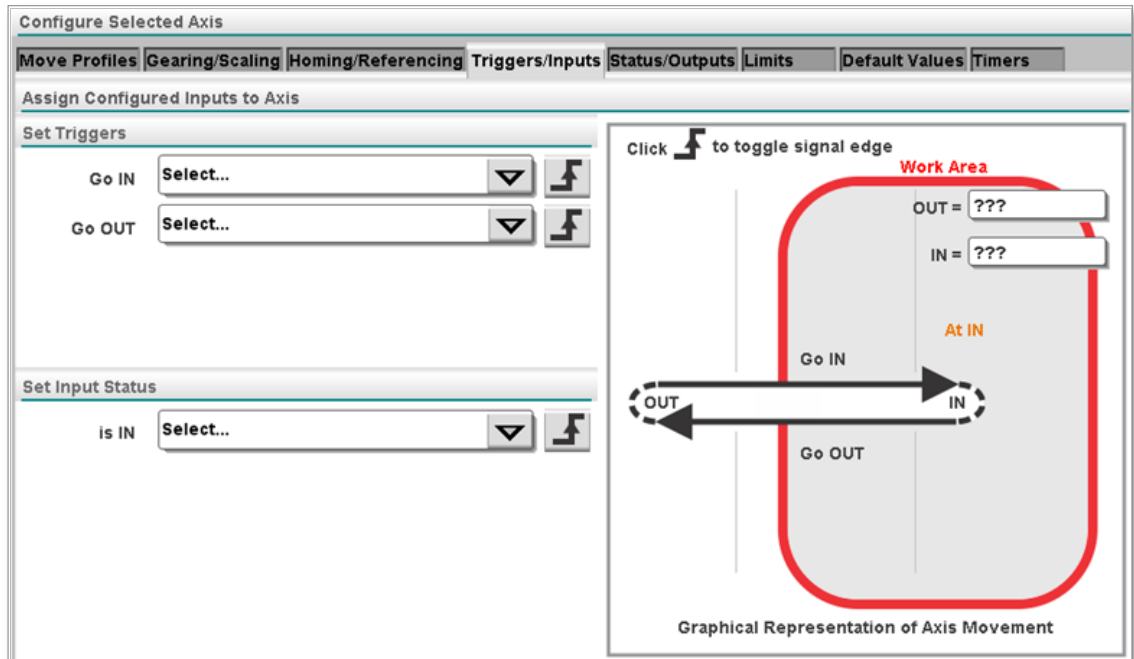 Configure Selected Axis
Move Profiles Gearing/Scaling Homing/Referencing Triggers/Inputs Status/Outputs Limits Default Values Timers
Assign Configured Inputs to Axis
Set Triggers
Go IN Select...
Go OUT Select...
Set Input Status
is IN Select...
Click to toggle signal edge
Work Area
OUT = ???
IN = ???
At IN
Go IN
OUT IN
Go OUT
Graphical Representation of Axis Movement